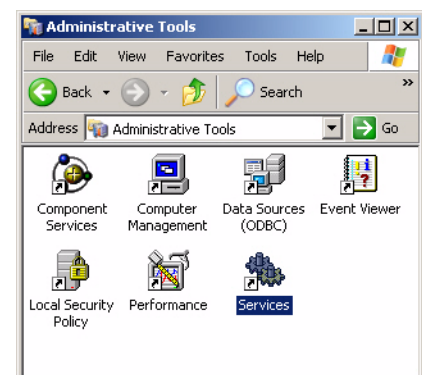 Administrative Tools
File Edit View Favorites Tools Help
Back Search »
Address Administrative Tools Go
Component Services
Computer Management
Data Sources (ODBC)
Event Viewer
Local Security Policy
Performance
Services